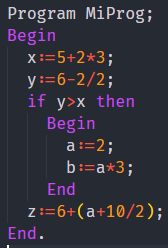 Program MiProg;
Begin
  x:=5+2*3;
  y:=6-2/2;
  if y>x then
    Begin
      a:=2;
      b:=a*3;
    End
  z:=6+(a+10/2);
End.